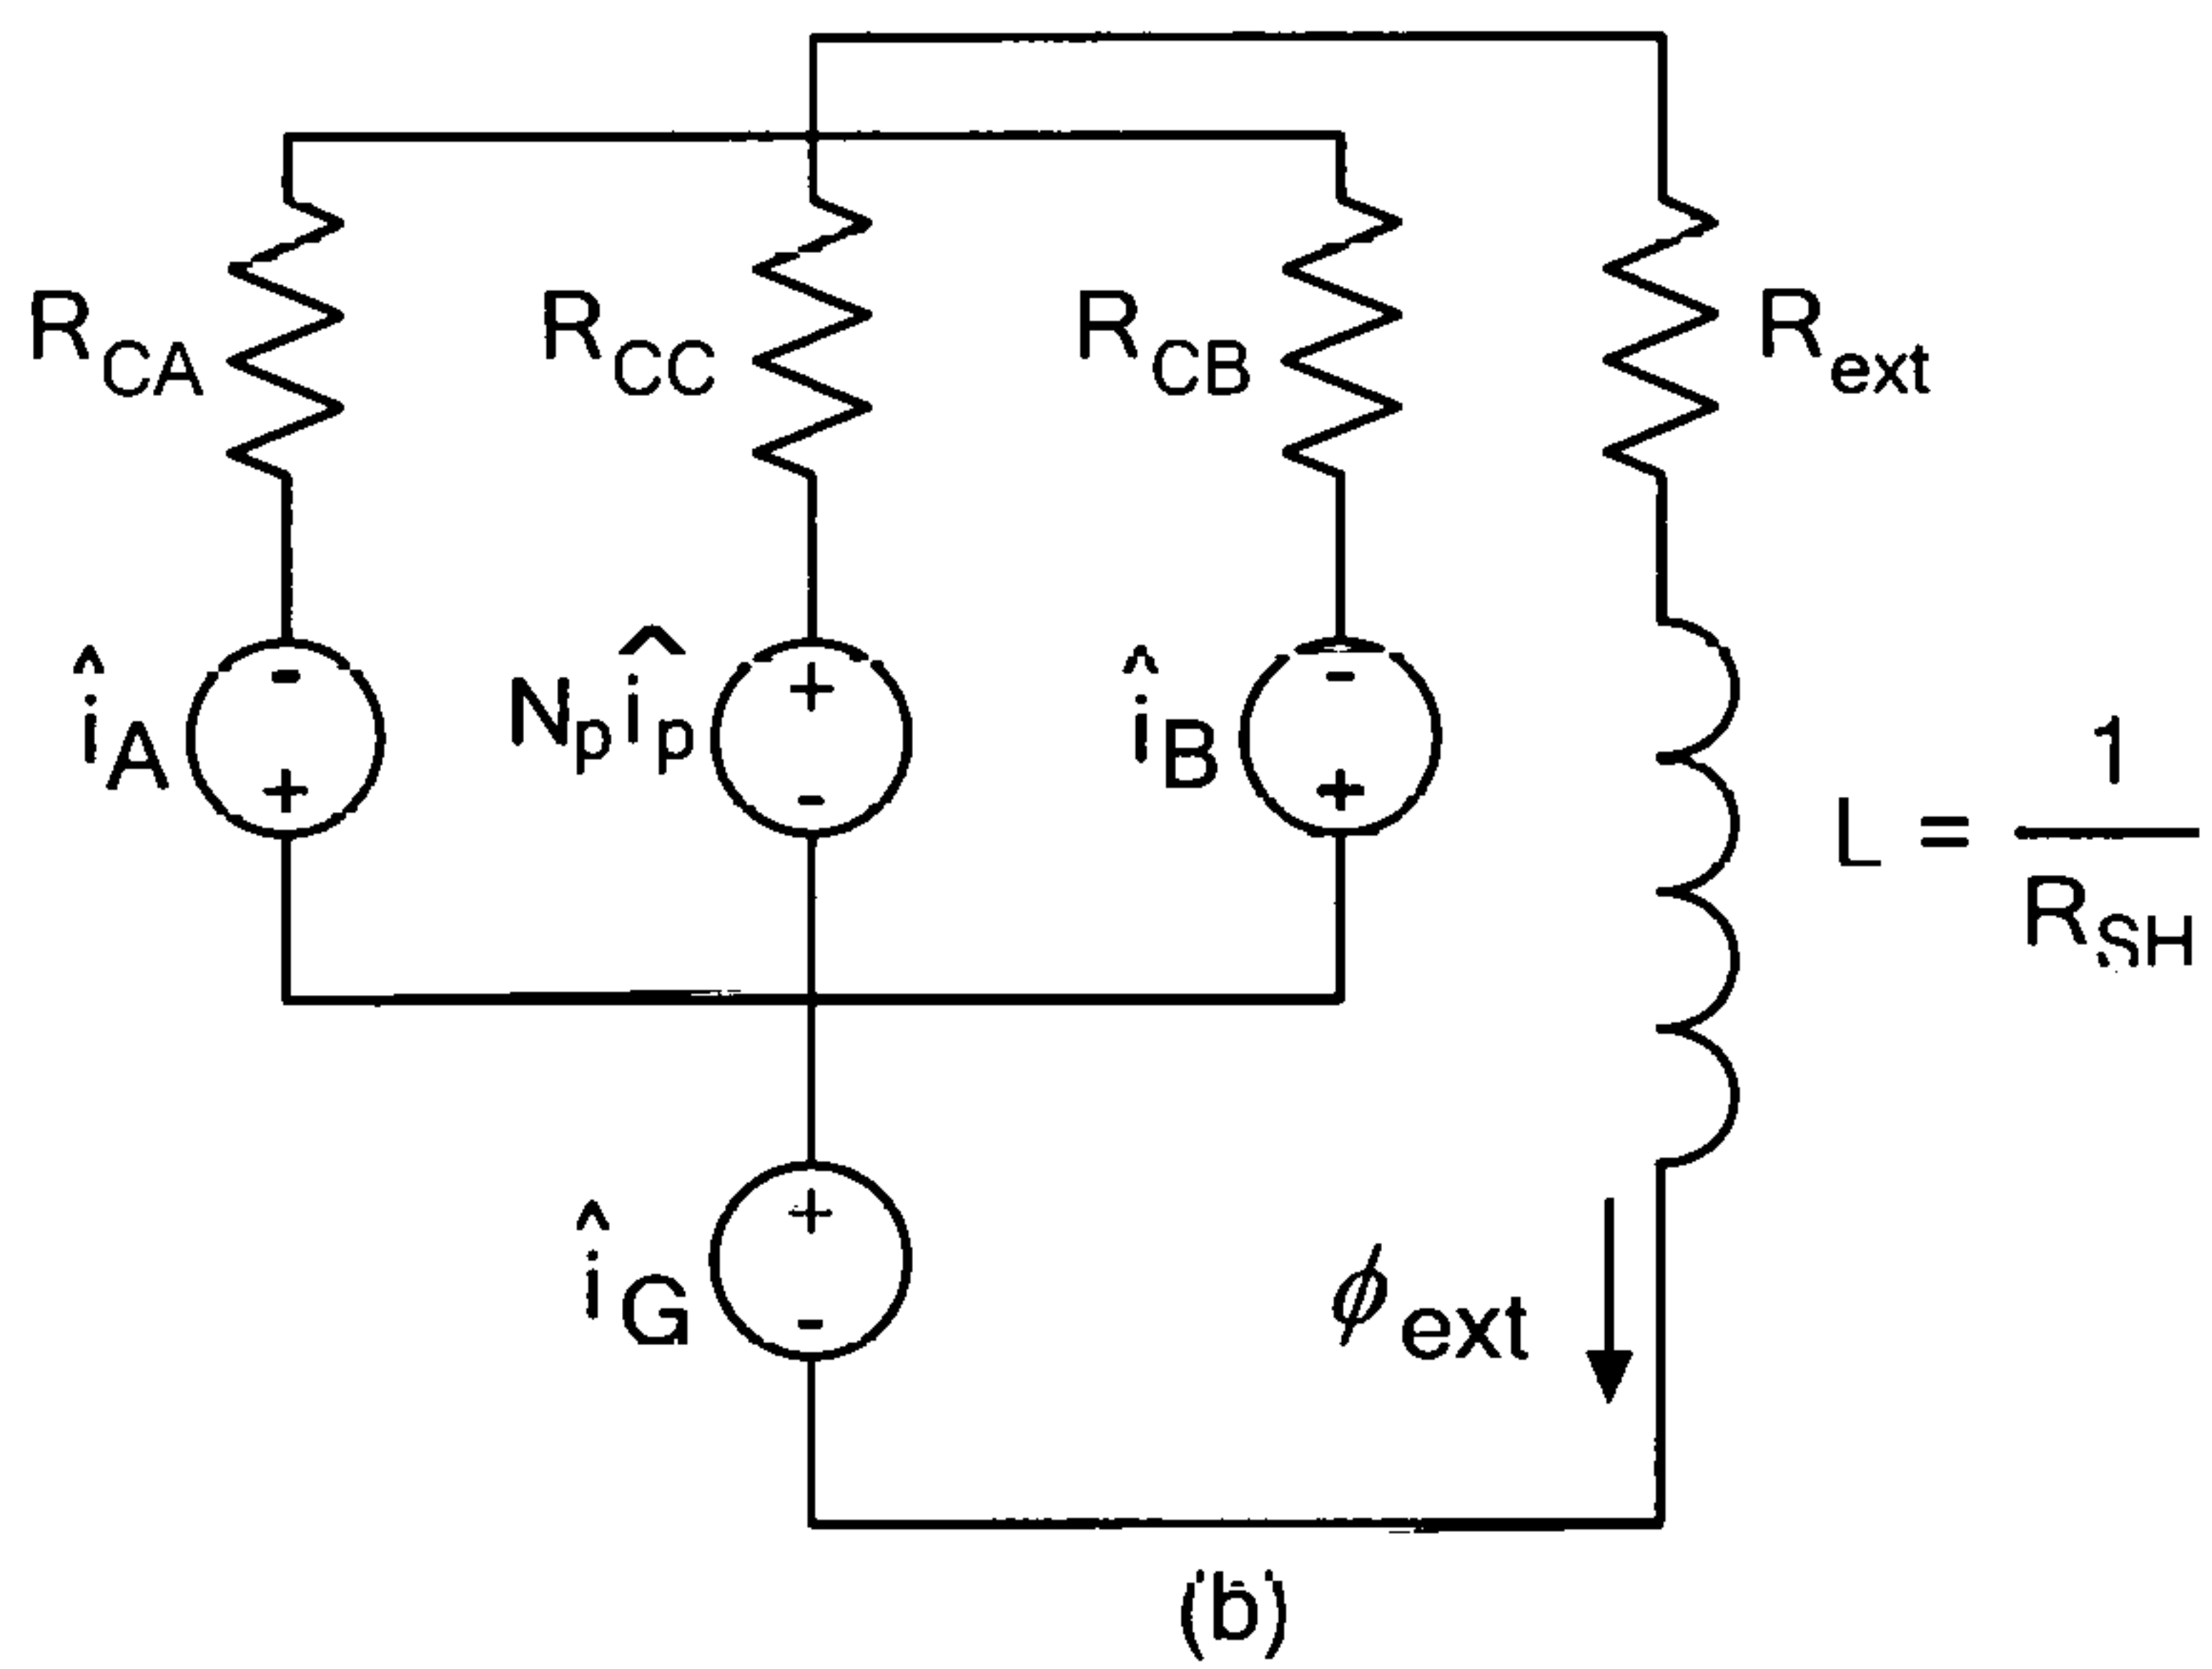 R_CA
R_CC
R_CB
R_ext
- + - 
î_A
N_p î_p
î_B
+ - +
L = 1/R_SH
+
î_G
-
ϕ_ext
(b)